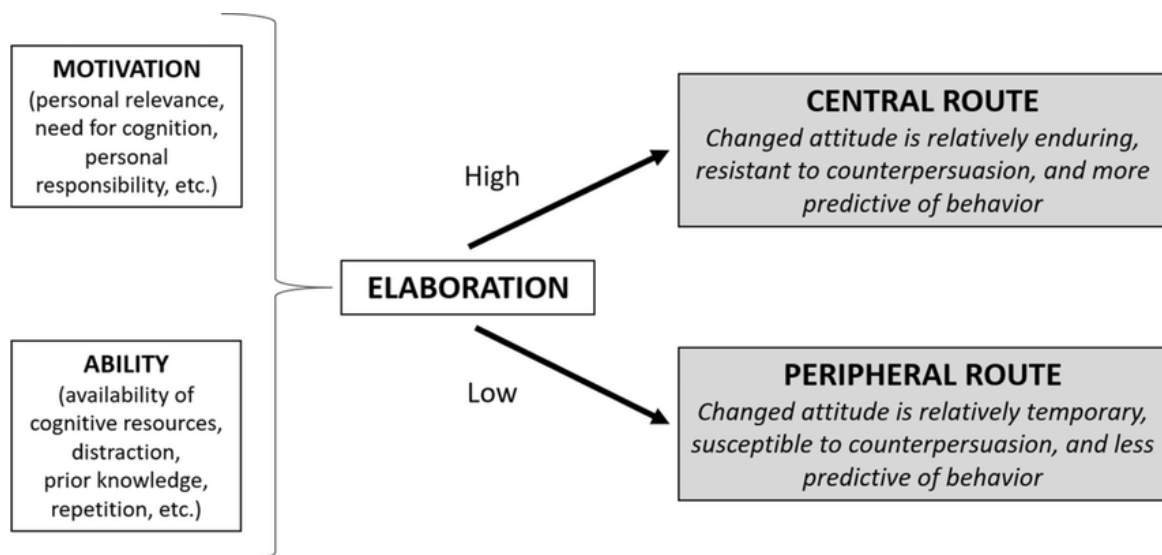 MOTIVATION
(personal relevance,
need for cognition,
personal
responsibility, etc.)
ABILITY
(availability of
cognitive resources,
distraction,
prior knowledge,
repetition, etc.)
ELABORATION
High
Low
CENTRAL ROUTE
Changed attitude is relatively enduring,
resistant to counterpersuasion, and more
predictive of behavior
PERIPHERAL ROUTE
Changed attitude is relatively temporary,
susceptible to counterpersuasion, and less
predictive of behavior